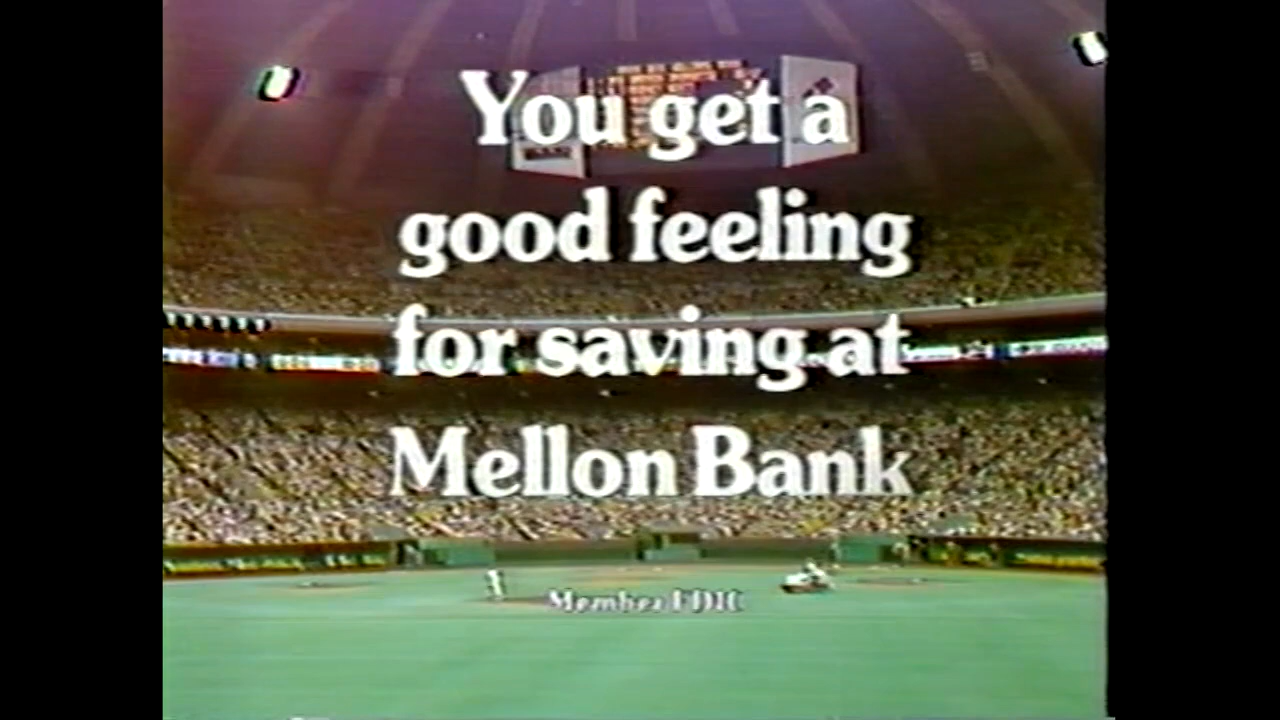 You get a
good feeling
for saving at
Mellon Bank
Member FDIC